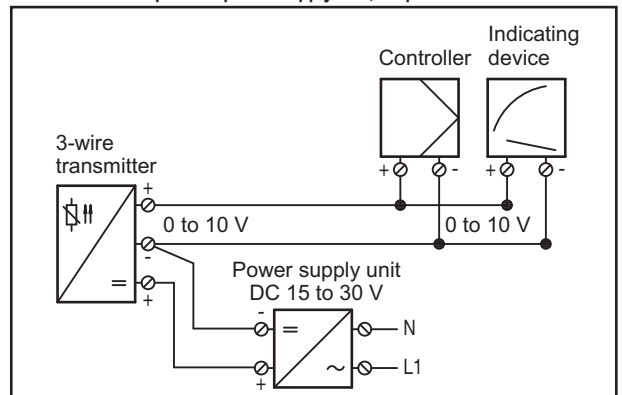 Indicating
device
Controller
3-wire
transmitter
+ - + -
+
0 to 10 V 0 to 10 V
-
=
+
Power supply unit
DC 15 to 30 V
-
= N
~ L1
+